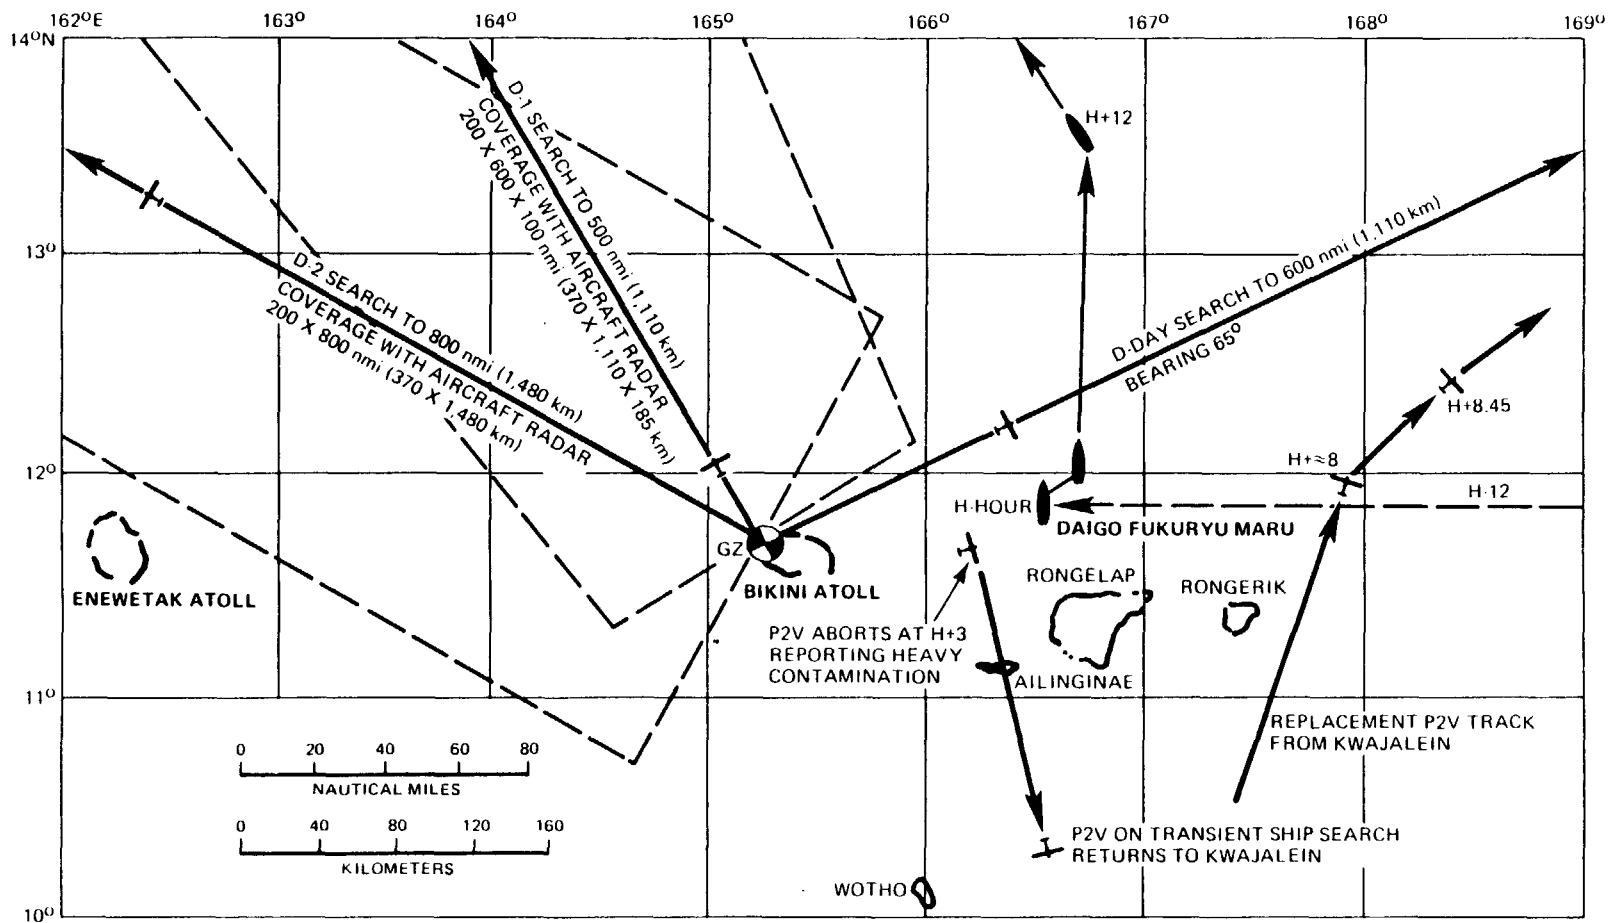 162°E 163° 164° 165° 166° 167° 168° 169°
14°N
13°
12°
11°
10°
D-1 SEARCH TO 500 nmi (1,110 km)
COVERAGE WITH AIRCRAFT RADAR
200 X 600 X 100 nmi (370 X 1,110 X 185 km)
H+12
D-2 SEARCH TO 800 nmi (1,480 km)
COVERAGE WITH AIRCRAFT RADAR
200 X 800 nmi (370 X 1,480 km)
D-DAY SEARCH TO 600 nmi (1,110 km)
BEARING 65°
H+8.45
H+≈8
H-12
H-HOUR
DAIGO FUKURYU MARU
GZ
BIKINI ATOLL
ENEWETAK ATOLL
RONGELAP
RONGERIK
P2V ABORTS AT H+3
REPORTING HEAVY
CONTAMINATION
AILINGINAE
REPLACEMENT P2V TRACK
FROM KWAJALEIN
0 20 40 60 80
NAUTICAL MILES
0 40 80 120 160
KILOMETERS
P2V ON TRANSIENT SHIP SEARCH
RETURNS TO KWAJALEIN
WOTHO